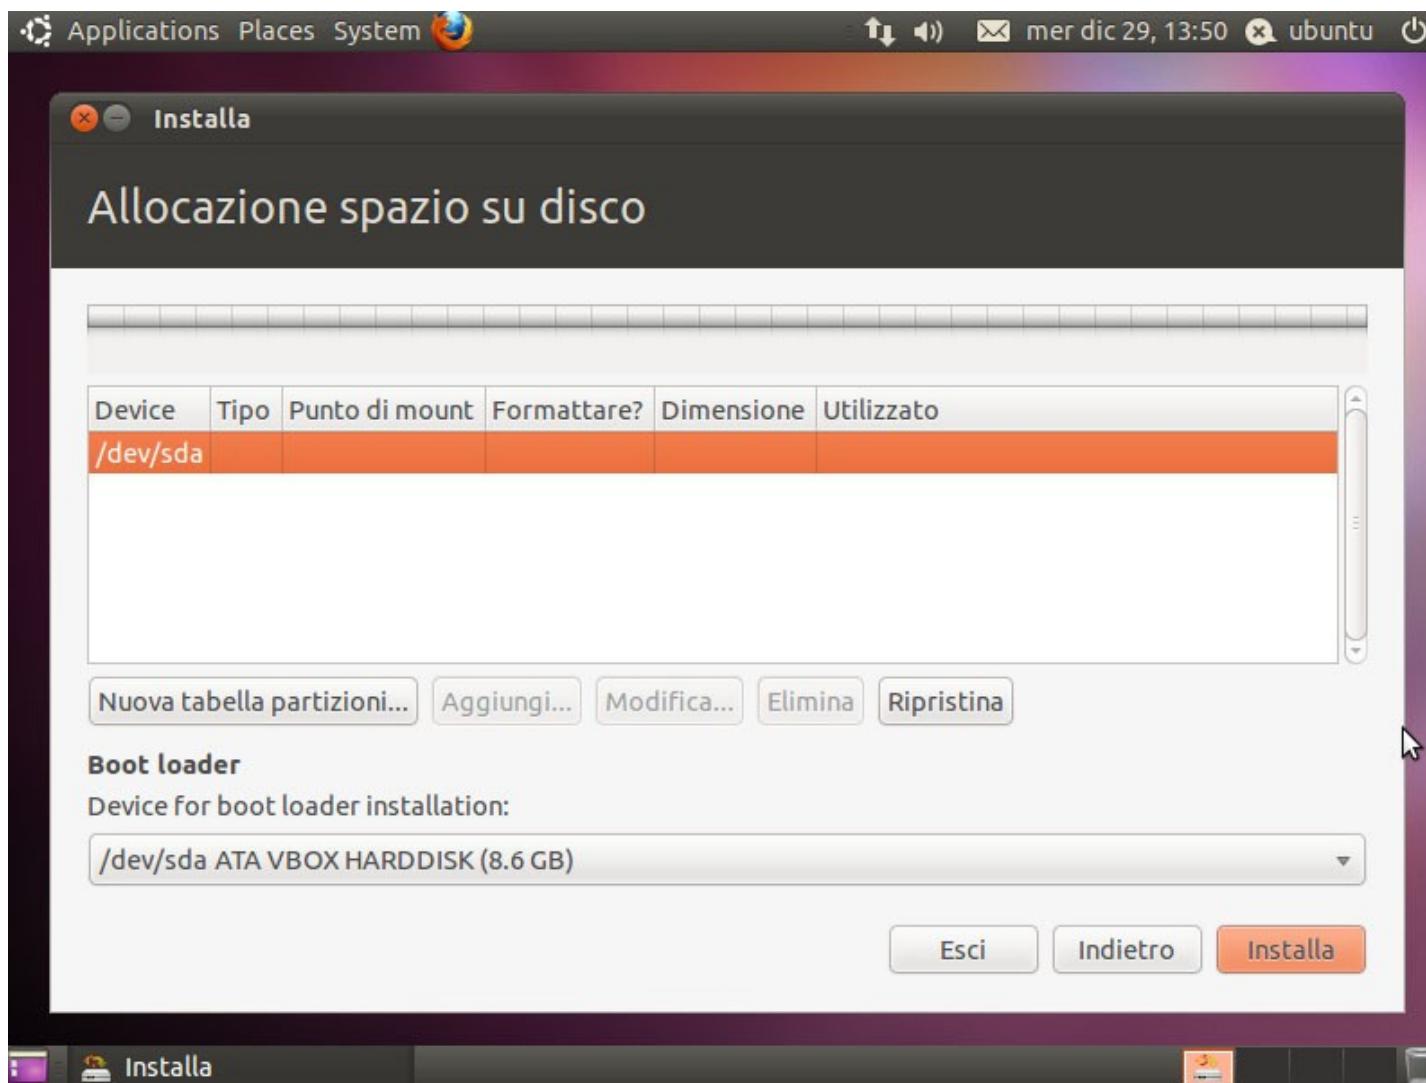 Applications Places System mer dic 29, 13:50 ubuntu
Installa
Allocazione spazio su disco
Device Tipo Punto di mount Formattare? Dimensione Utilizzato
/dev/sda
Nuova tabella partizioni... Aggiungi... Modifica... Elimina Ripristina
Boot loader
Device for boot loader installation:
/dev/sda ATA VBOX HARDDISK (8.6 GB)
Esci Indietro Installa
Installa